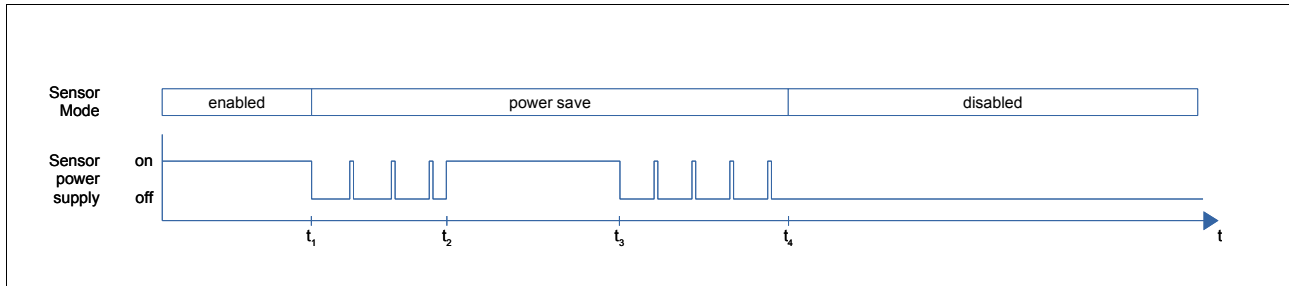 Sensor
Mode
enabled
power save
disabled
Sensor
power
supply
on
off
t1
t2
t3
t4
t